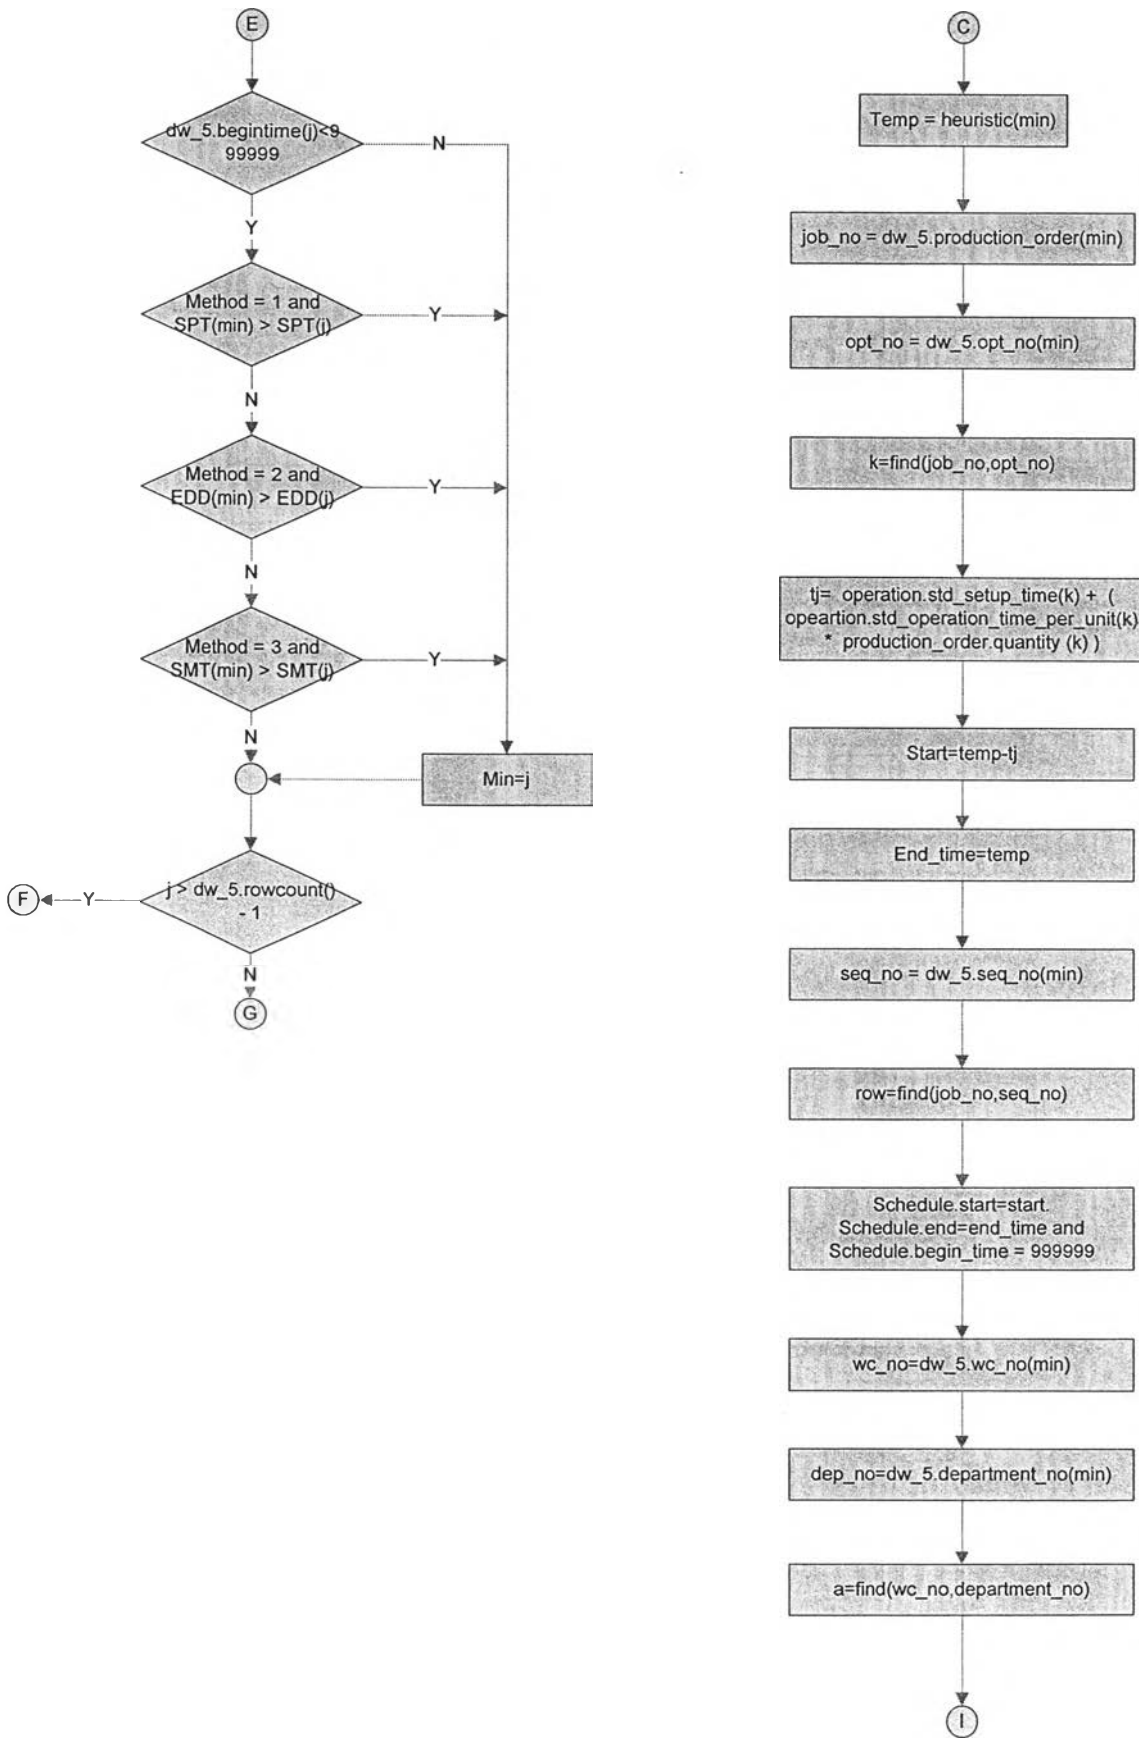 E
dw_5.begintime(j)<9
99999
N
Y
Method = 1 and
SPT(min) > SPT(j)
Y
N
Method = 2 and
EDD(min) > EDD(j)
Y
N
Method = 3 and
SMT(min) > SMT(j)
Y
N
Min=j
j > dw_5.rowcount()
- 1
Y
F
N
G
C
Temp = heuristic(min)
job_no = dw_5.production_order(min)
opt_no = dw_5.opt_no(min)
k=find(job_no,opt_no)
tj= operation.std_setup_time(k) + (
opeartion.std_operation_time_per_unit(k)
* production_order.quantity (k) )
Start=temp-tj
End_time=temp
seq_no = dw_5.seq_no(min)
row=find(job_no,seq_no)
Schedule.start=start.
Schedule.end=end_time and
Schedule.begin_time = 999999
wc_no=dw_5.wc_no(min)
dep_no=dw_5.department_no(min)
a=find(wc_no,department_no)
I